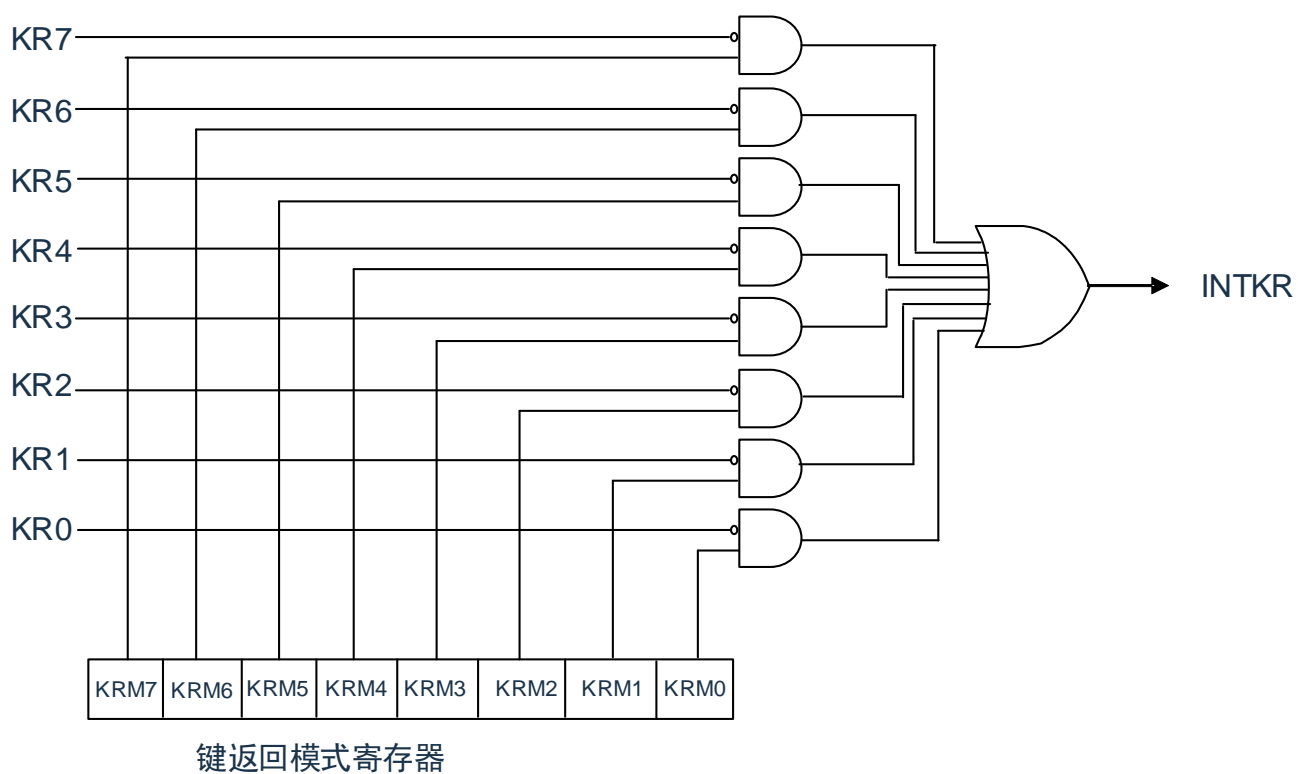 KR7
KR6
KR5
KR4
KR3
INTKR
KR2
KR1
KR0
KRM7 KRM6 KRM5 KRM4 KRM3 KRM2 KRM1 KRM0
键返回模式寄存器